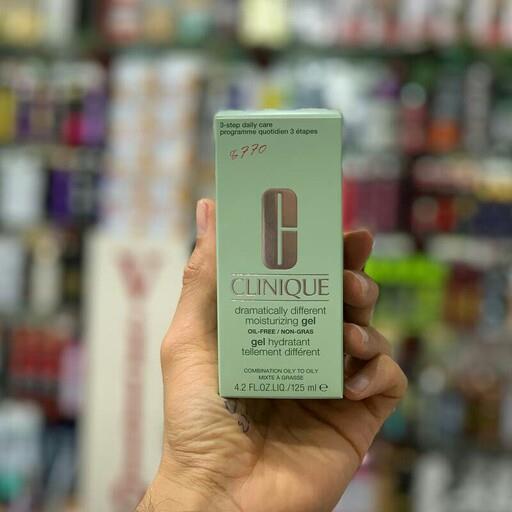 3-step daily care
programme quotidien 3 étapes
6770
CLINIQUE
dramatically different
moisturizing gel
OIL-FREE / NON-GRAS
gel hydratant
tellement différent
COMBINATION OILY TO OILY
MIXTE À GRASSE
4.2 FL.OZ.LIQ./125 ml ℮